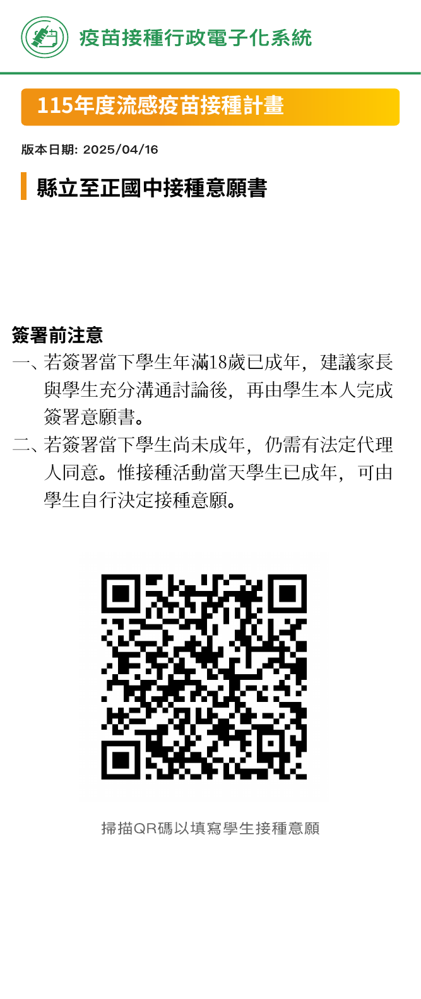 疫苗接種行政電子化系統
115年度流感疫苗接種計畫
版本日期: 2025/04/16
縣立至正國中接種意願書
簽署前注意
一、若簽署當下學生年滿18歲已成年，建議家長
與學生充分溝通討論後，再由學生本人完成
簽署意願書。
二、若簽署當下學生尚未成年，仍需有法定代理
人同意。惟接種活動當天學生已成年，可由
學生自行決定接種意願。
掃描QR碼以填寫學生接種意願